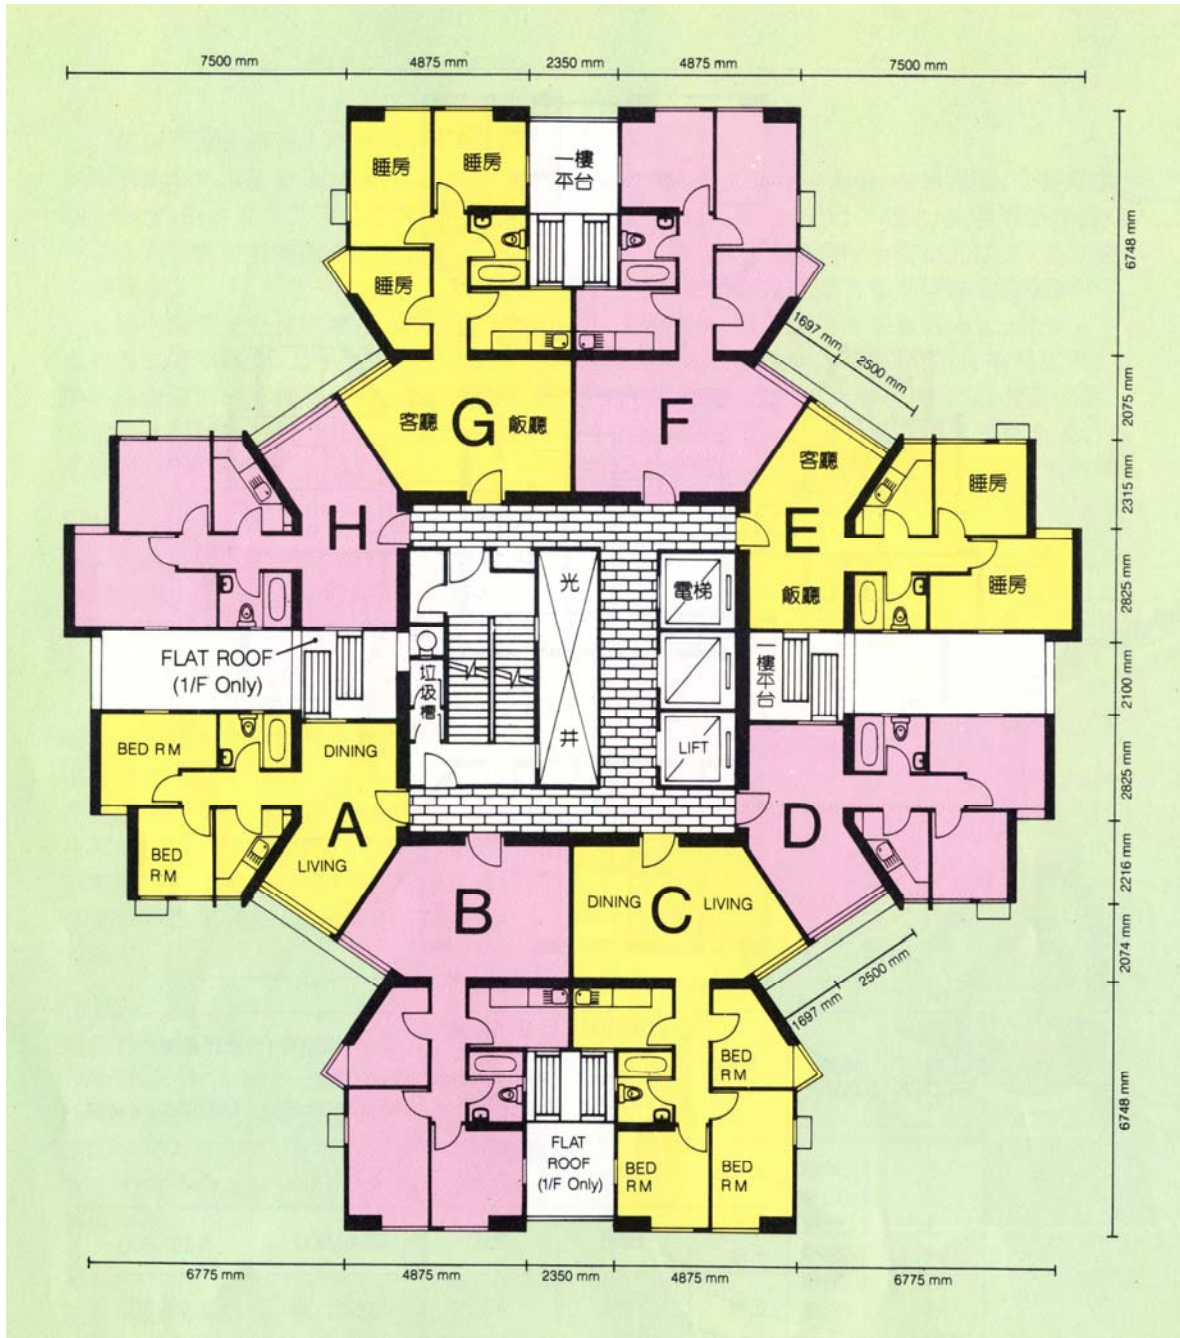 7500 mm
4875 mm
2350 mm
4875 mm
7500 mm
睡房
睡房
一樓
平台
6748 mm
睡房
1697 mm
2500 mm
2075 mm
客廳
G
飯廳
F
客廳
睡房
2315 mm
H
E
光
電梯
飯廳
睡房
2825 mm
FLAT ROOF
(1/F Only)
垃圾槽
一樓平台
2100 mm
BED RM
DINING
井
LIFT
2825 mm
A
D
BED
RM
LIVING
2216 mm
B
DINING
C
LIVING
2074 mm
2500 mm
1697 mm
BED
RM
6748 mm
FLAT
ROOF
(1/F Only)
BED
RM
BED
RM
6775 mm
4875 mm
2350 mm
4875 mm
6775 mm